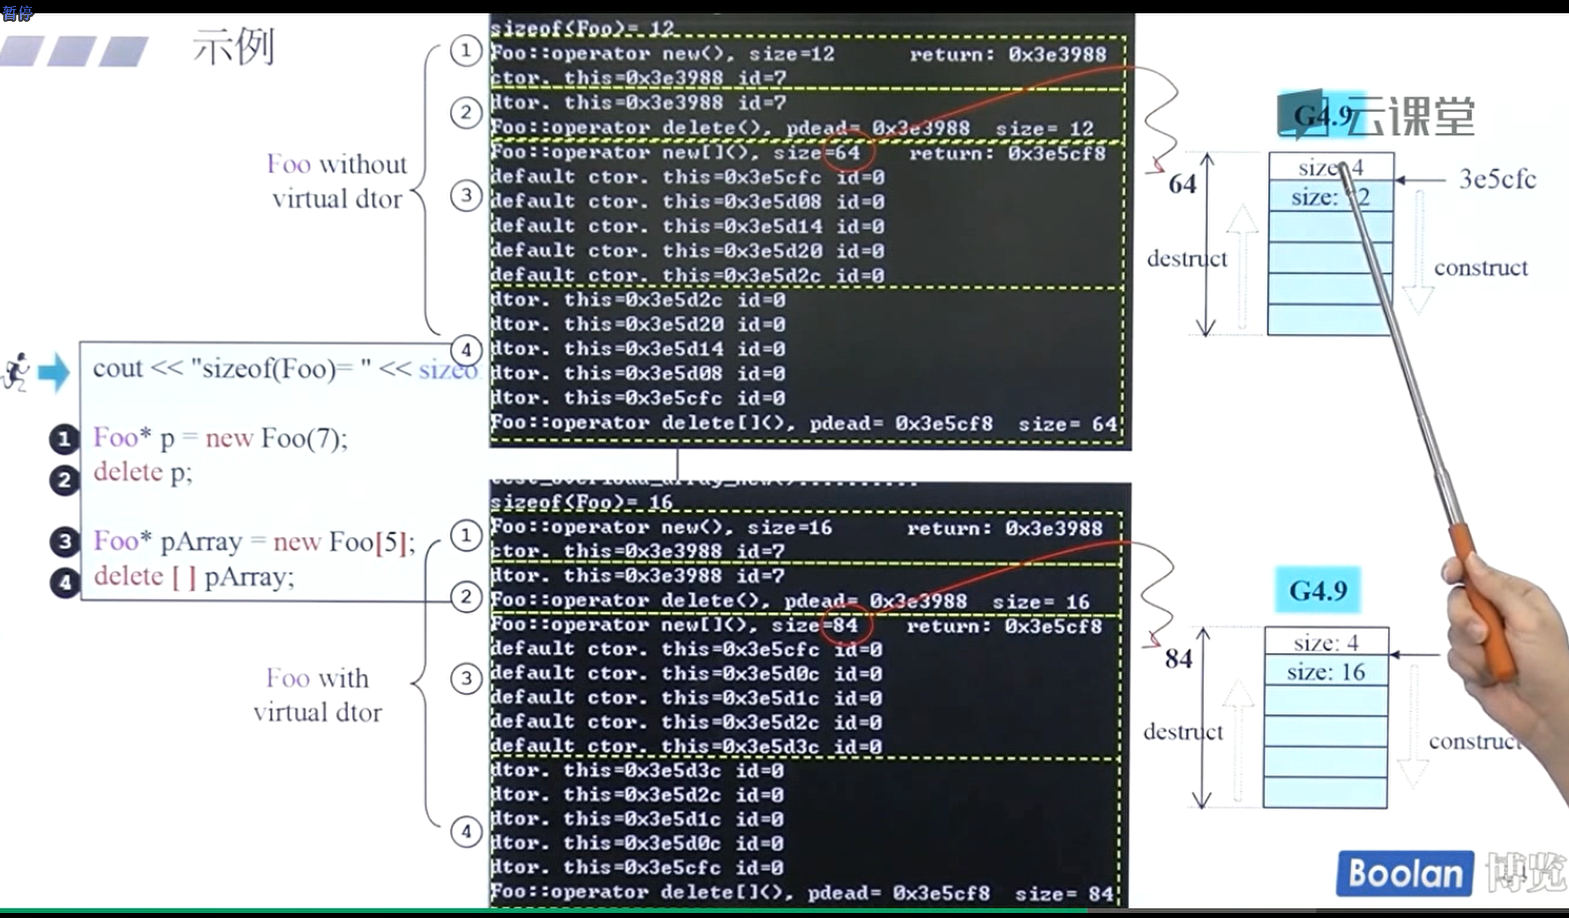 暂停
示例
Foo without
virtual dtor
cout << "sizeof(Foo)= " << sizeo
1 Foo* p = new Foo(7);
2 delete p;
3 Foo* pArray = new Foo[5];
4 delete [ ] pArray;
Foo with
virtual dtor
sizeof(Foo)= 12
1 Foo::operator new(), size=12 return: 0x3e3988
ctor. this=0x3e3988 id=7
2 dtor. this=0x3e3988 id=7
Foo::operator delete(), pdead= 0x3e3988 size= 12
Foo::operator new[](), size=64 return: 0x3e5cf8
default ctor. this=0x3e5cfc id=0
3 default ctor. this=0x3e5d08 id=0
default ctor. this=0x3e5d14 id=0
default ctor. this=0x3e5d20 id=0
default ctor. this=0x3e5d2c id=0
dtor. this=0x3e5d2c id=0
dtor. this=0x3e5d20 id=0
4 dtor. this=0x3e5d14 id=0
dtor. this=0x3e5d08 id=0
dtor. this=0x3e5cfc id=0
Foo::operator delete[](), pdead= 0x3e5cf8 size= 64
sizeof(Foo)= 16
1 Foo::operator new(), size=16 return: 0x3e3988
ctor. this=0x3e3988 id=7
dtor. this=0x3e3988 id=7
2 Foo::operator delete(), pdead= 0x3e3988 size= 16
Foo::operator new[](), size=84 return: 0x3e5cf8
default ctor. this=0x3e5cfc id=0
3 default ctor. this=0x3e5d0c id=0
default ctor. this=0x3e5d1c id=0
default ctor. this=0x3e5d2c id=0
default ctor. this=0x3e5d3c id=0
dtor. this=0x3e5d3c id=0
dtor. this=0x3e5d2c id=0
4 dtor. this=0x3e5d1c id=0
dtor. this=0x3e5d0c id=0
dtor. this=0x3e5cfc id=0
Foo::operator delete[](), pdead= 0x3e5cf8 size= 84
G4.9
云课堂
size: 4
3e5cfc
64
size: 2
destruct
construct
G4.9
size: 4
84
size: 16
destruct
construct
Boolan 博览